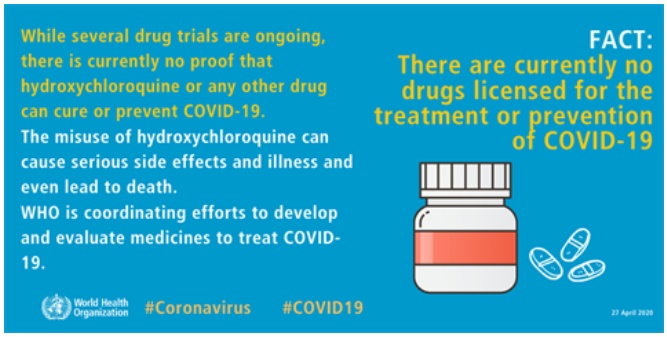 While several drug trials are ongoing,
there is currently no proof that
hydroxychloroquine or any other drug
can cure or prevent COVID-19.
The misuse of hydroxychloroquine can
cause serious side effects and illness and
even lead to death.
WHO is coordinating efforts to develop
and evaluate medicines to treat COVID-
19.
FACT:
There are currently no
drugs licensed for the
treatment or prevention
of COVID-19
World Health
Organization
#Coronavirus
#COVID19
27 April 2020